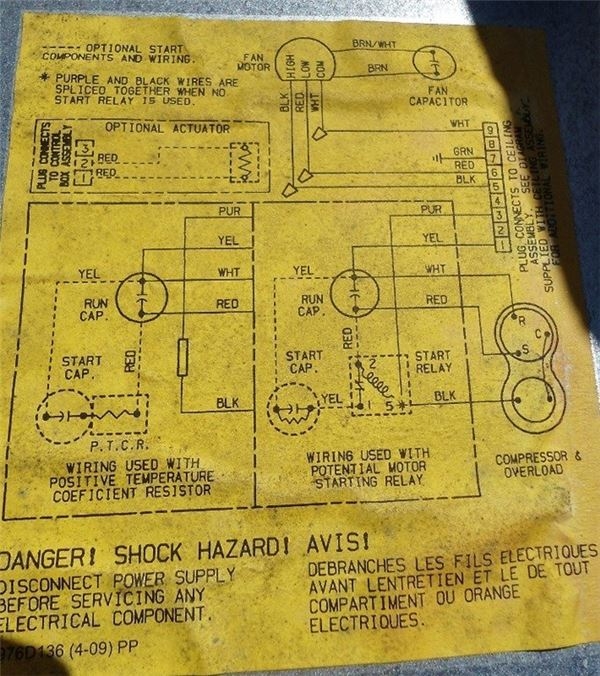 ---- OPTIONAL START
COMPONENTS AND WIRING.
* PURPLE AND BLACK WIRES ARE
SPLICED TOGETHER WHEN NO
START RELAY IS USED.
FAN
MOTOR
HIGH
LOW
COM
BRN/WHT
BRN
FAN
CAPACITOR
BLK
RED
WHT
PLUG CONNECTS
TO CONTROL
BOX ASSEMBLY
OPTIONAL ACTUATOR
3
2
1
RED
RED
WHT
GRN
RED
BLK
9
8
7
6
5
4
3
2
1
PLUG CONNECTS TO CEILING
ASSEMBLY. SEE DIAGRAM
SUPPLIED WITH CEILING ASSEMBLY
FOR ADDITIONAL WIRING.
PUR
YEL
YEL
WHT
RUN
CAP.
RED
START
CAP.
RED
BLK
P.T.C.R.
WIRING USED WITH
POSITIVE TEMPERATURE
COEFICIENT RESISTOR
PUR
YEL
YEL
WHT
RUN
CAP.
RED
RED
START
CAP.
2
START
RELAY
YEL
1
5
*
BLK
WIRING USED WITH
POTENTIAL MOTOR
STARTING RELAY
R
C
S
COMPRESSOR &
OVERLOAD
DANGER! SHOCK HAZARD!
DISCONNECT POWER SUPPLY
BEFORE SERVICING ANY
ELECTRICAL COMPONENT.
AVIS!
DEBRANCHES LES FILS ELECTRIQUES
AVANT LENTRETIEN ET LE DE TOUT
COMPARTIMENT OU ORANGE
ELECTRIQUES.
976D136 (4-09) PP